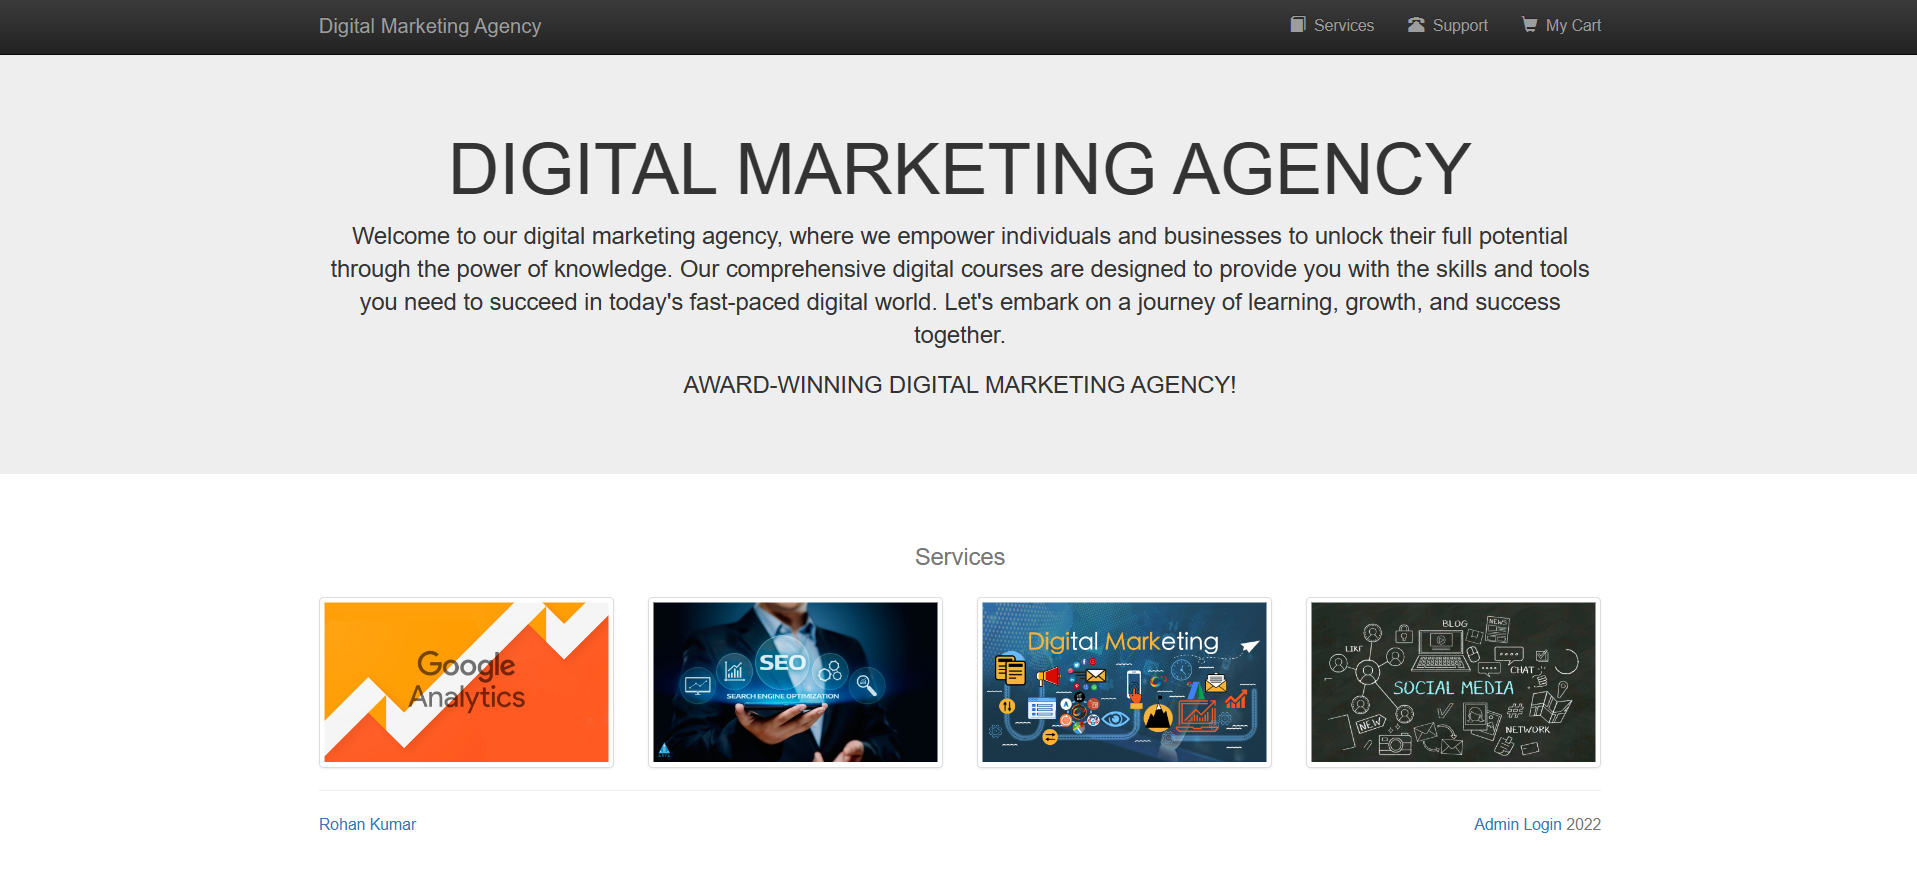 Digital Marketing Agency
Services
Support
My Cart
DIGITAL MARKETING AGENCY
Welcome to our digital marketing agency, where we empower individuals and businesses to unlock their full potential
through the power of knowledge. Our comprehensive digital courses are designed to provide you with the skills and tools
you need to succeed in today's fast-paced digital world. Let's embark on a journey of learning, growth, and success
together.
AWARD-WINNING DIGITAL MARKETING AGENCY!
Services
Google
Analytics
SEO
SEARCH ENGINE OPTIMIZATION
Digital Marketing
BLOG
NEWS
LIKE
CHAT
SOCIAL MEDIA
NEW
NETWORK
Rohan Kumar
Admin Login 2022